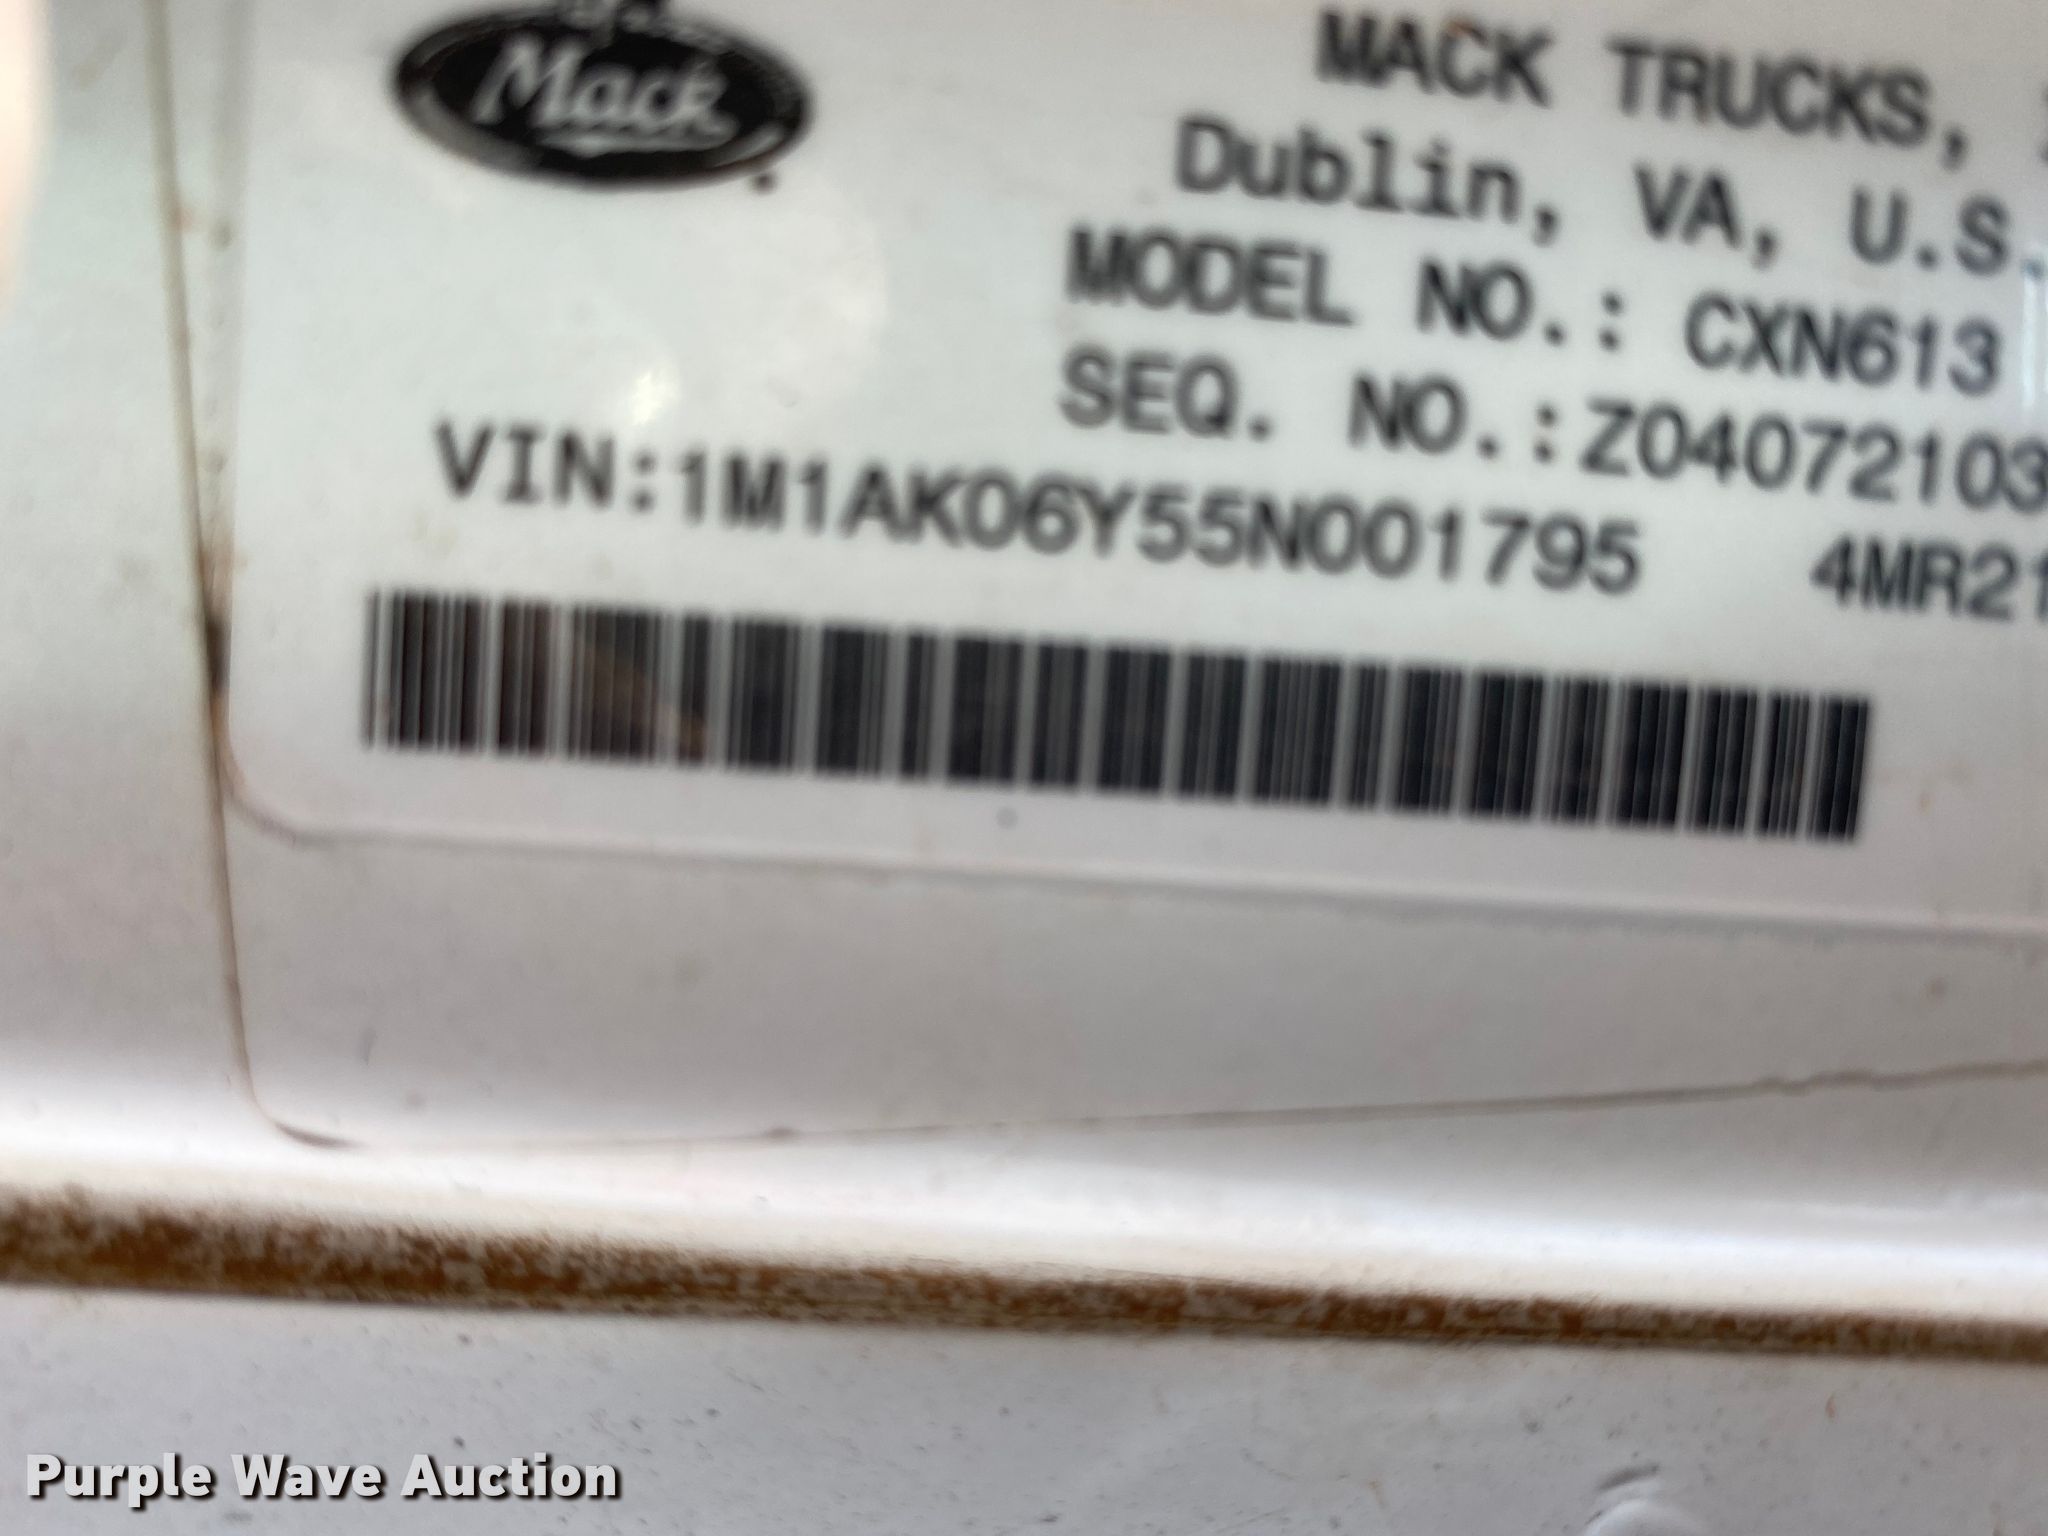 Mack
MACK TRUCKS,
Dublin, VA, U.S.
MODEL NO.: CXN613
SEQ. NO.:Z04072103
VIN:1M1AK06Y55N001795 4MR21
Purple Wave Auction